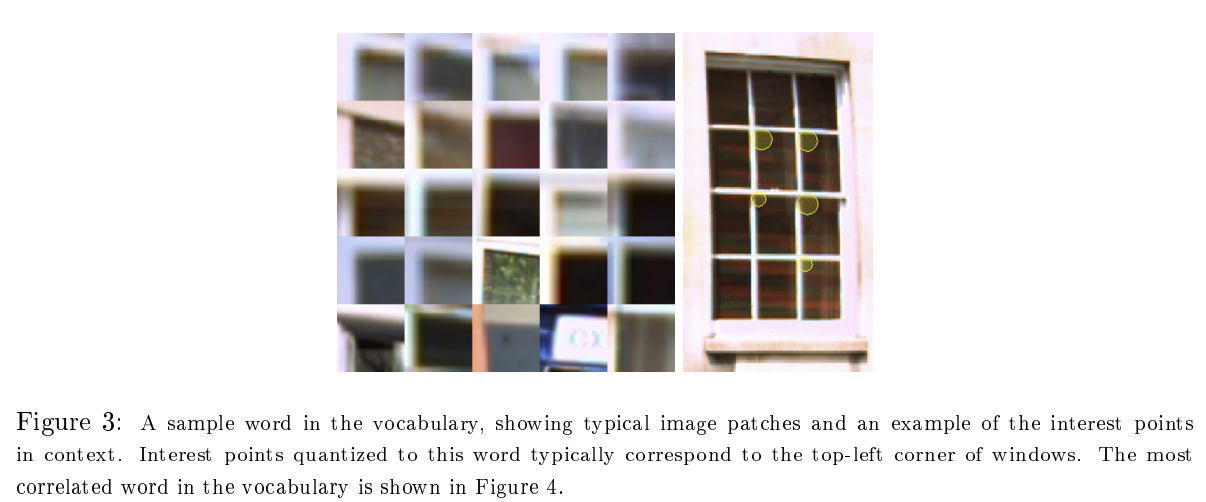 CX
Figure 3: A sample word in the vocabulary, showing typical image patches and an example of the interest points
in context. Interest points quantized to this word typically correspond to the top-left corner of windows. The most
correlated word in the vocabulary is shown in Figure 4.